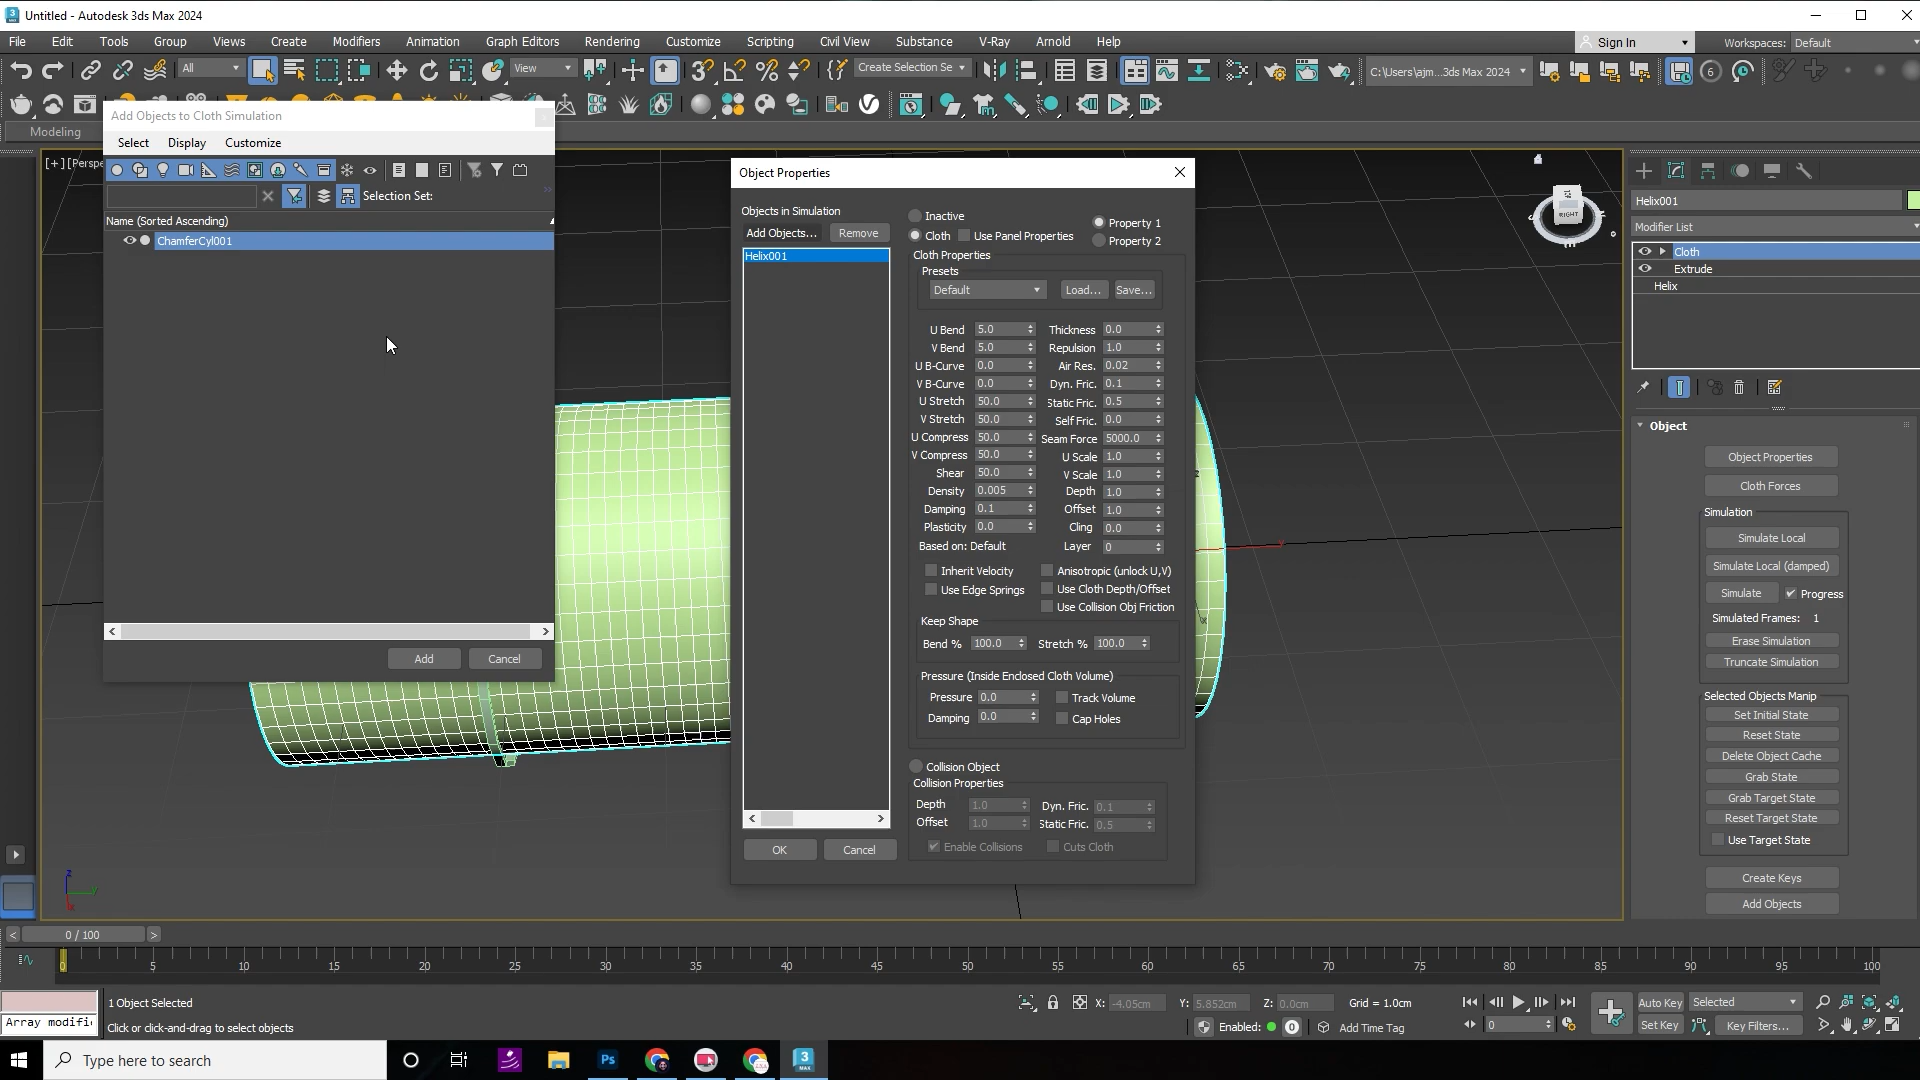 Untitled - Autodesk 3ds Max 2024
File Edit Tools Group Views Create Modifiers Animation Graph Editors Rendering Customize Scripting Civil View Substance V-Ray Arnold Help
Sign In
Workspaces: Default
All
View
Create Selection Se
C:\Users\ajm...3ds Max 2024
6
Modeling
[+][Perspe
Add Objects to Cloth Simulation
Select Display Customize
Selection Set:
Name (Sorted Ascending)
ChamferCyl001
Add Cancel
Object Properties
Objects in Simulation
Add Objects... Remove
Helix001
OK Cancel
Inactive
Cloth Use Panel Properties
Property 1
Property 2
Cloth Properties
Presets
Default Load... Save...
U Bend 5.0 Thickness 0.0
V Bend 5.0 Repulsion 1.0
U B-Curve 0.0 Air Res. 0.02
V B-Curve 0.0 Dyn. Fric. 0.1
U Stretch 50.0 Static Fric. 0.5
V Stretch 50.0 Self Fric. 0.0
U Compress 50.0 Seam Force 5000.0
V Compress 50.0 U Scale 1.0
Shear 50.0 V Scale 1.0
Density 0.005 Depth 1.0
Damping 0.1 Offset 1.0
Plasticity 0.0 Cling 0.0
Based on: Default Layer 0
Inherit Velocity Anisotropic (unlock U,V)
Use Edge Springs Use Cloth Depth/Offset
Use Collision Obj Friction
Keep Shape
Bend % 100.0 Stretch % 100.0
Pressure (Inside Enclosed Cloth Volume)
Pressure 0.0 Track Volume
Damping 0.0 Cap Holes
Collision Object
Collision Properties
Depth 1.0 Dyn. Fric. 0.1
Offset 1.0 Static Fric. 0.5
Enable Collisions Cuts Cloth
RIGHT
Helix001
Modifier List
Cloth
Extrude
Helix
Object
Object Properties
Cloth Forces
Simulation
Simulate Local
Simulate Local (damped)
Simulate Progress
Simulated Frames: 1
Erase Simulation
Truncate Simulation
Selected Objects Manip
Set Initial State
Reset State
Delete Object Cache
Grab State
Grab Target State
Reset Target State
Use Target State
Create Keys
Add Objects
z
y
x
< 0 / 100 >
0 5 10 15 20 25 30 35 40 45 50 55 60 65 70 75 80 85 90 95 100
1 Object Selected
Array modifi
Click or click-and-drag to select objects
X: -4.05cm Y: 5.852cm Z: 0.0cm Grid = 1.0cm
Enabled: 0 Add Time Tag
0
Auto Key Selected
Set Key Key Filters...
Type here to search
Ps
3
MAX